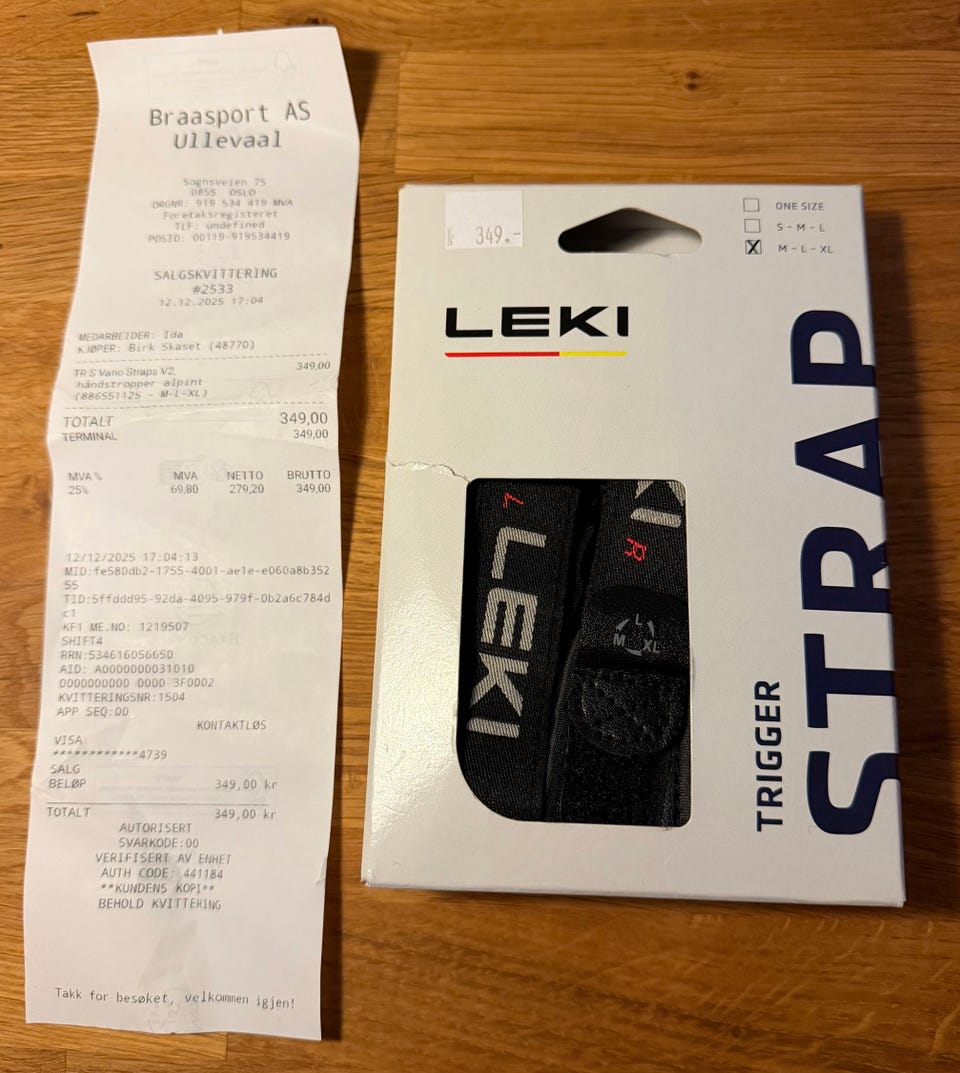 Braasport AS
Ullevaal
Sognsveien 75
0855 OSLO
ORGNR: 919 534 419 MVA
Foretaksregisteret
TLF: undefined
POSID: 00119-919534419
SALGSKVITTERING
#2533
12.12.2025 17:04
MEDARBEIDER: Ida
KJØPER: Birk Skaset (48770)
TR S Vario Straps V2, 349,00
håndstropper alpint
(886551125 - M-L-XL)
TOTALT 349,00
TERMINAL 349,00
MVA % MVA NETTO BRUTTO
25% 69,80 279,20 349,00
12/12/2025 17:04:13
MID:fe580db2-1755-4001-ae1e-e060a8b352
55
TID:5ffddd95-92da-4095-979f-0b2a6c784d
c1
KF1 ME.NO: 1219507
SHIFT4
RRN:534616056650
AID: A0000000031010
0000000000 0000 3F0002
KVITTERINGSNR:1504
APP SEQ:00
KONTAKTLØS
VISA
************4739
SALG
BELØP 349,00 kr
TOTALT 349,00 kr
AUTORISERT
SVARKODE:00
VERIFISERT AV ENHET
AUTH CODE: 441184
**KUNDENS KOPI**
BEHOLD KVITTERING
Takk for besøket, velkommen igjen!
Kr 349.-
ONE SIZE
S - M - L
X M - L - XL
LEKI
L LEKI
KI R
L
M XL
TRIGGER
STRAP